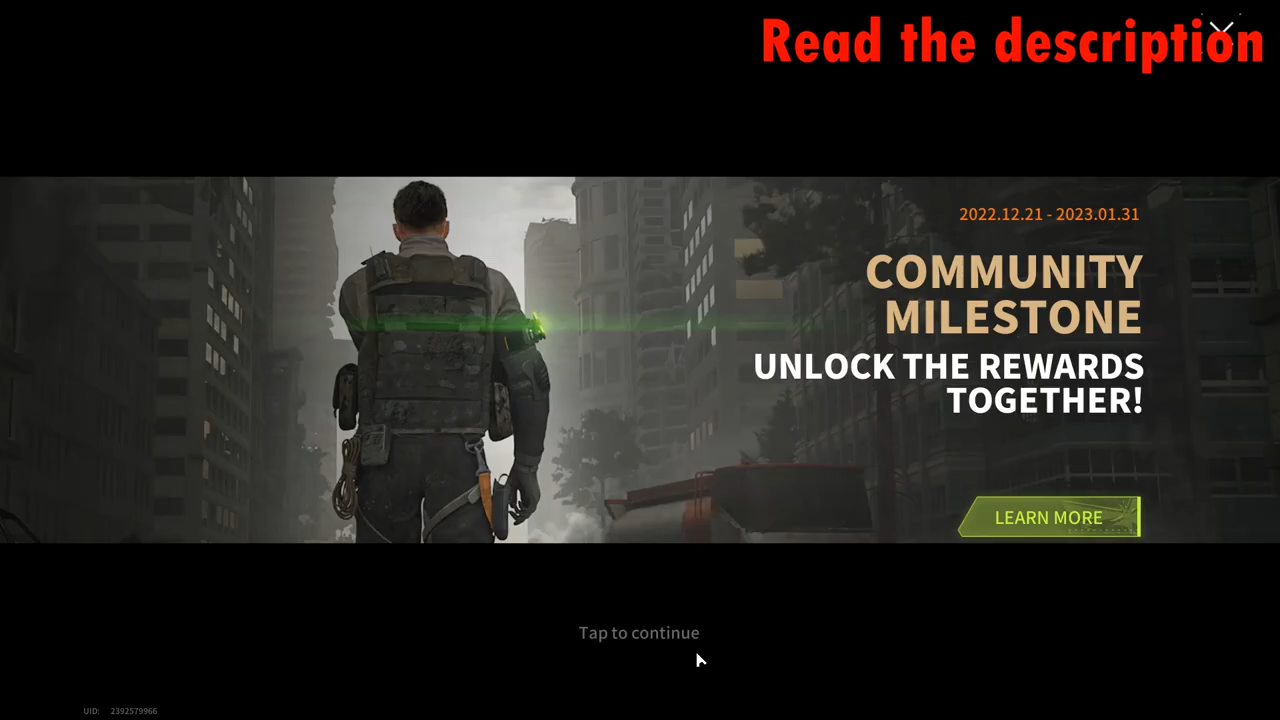 Read the description
2022.12.21 - 2023.01.31
COMMUNITY
MILESTONE
UNLOCK THE REWARDS
TOGETHER!
LEARN MORE
Tap to continue
UID: 2392579966